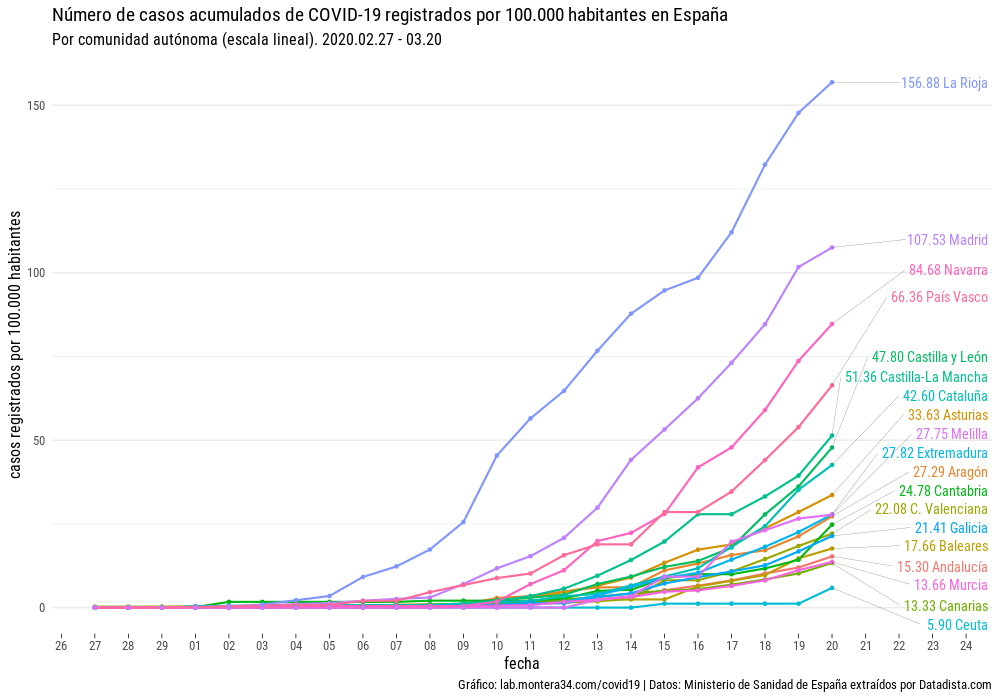 Número de casos acumulados de COVID-19 registrados por 100.000 habitantes en España
Por comunidad autónoma (escala lineal). 2020.02.27 - 03.20
casos registrados por 100.000 habitantes
150
100
50
0
156.88 La Rioja
107.53 Madrid
84.68 Navarra
66.36 País Vasco
47.80 Castilla y León
51.36 Castilla-La Mancha
42.60 Cataluña
33.63 Asturias
27.75 Melilla
27.82 Extremadura
27.29 Aragón
24.78 Cantabria
22.08 C. Valenciana
21.41 Galicia
17.66 Baleares
15.30 Andalucía
13.66 Murcia
13.33 Canarias
5.90 Ceuta
26 27 28 29 01 02 03 04 05 06 07 08 09 10 11 12 13 14 15 16 17 18 19 20 21 22 23 24
fecha
Gráfico: lab.montera34.com/covid19 | Datos: Ministerio de Sanidad de España extraídos por Datadista.com